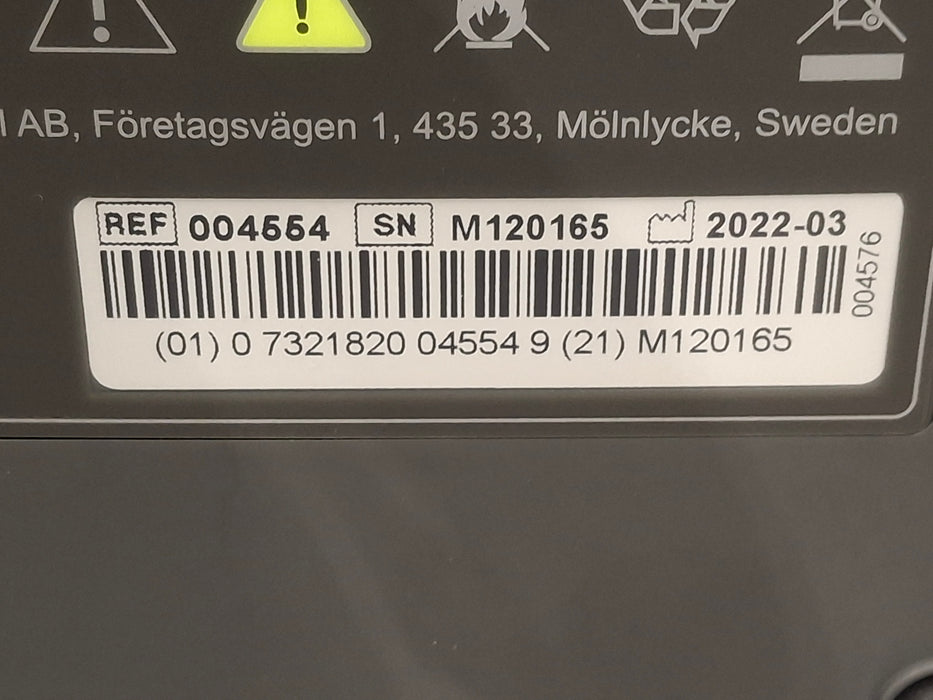 AB, Företagsvägen 1, 435 33, Mölnlycke, Sweden
REF 004554 SN M120165 2022-03
004576
(01) 0 7321820 04554 9 (21) M120165